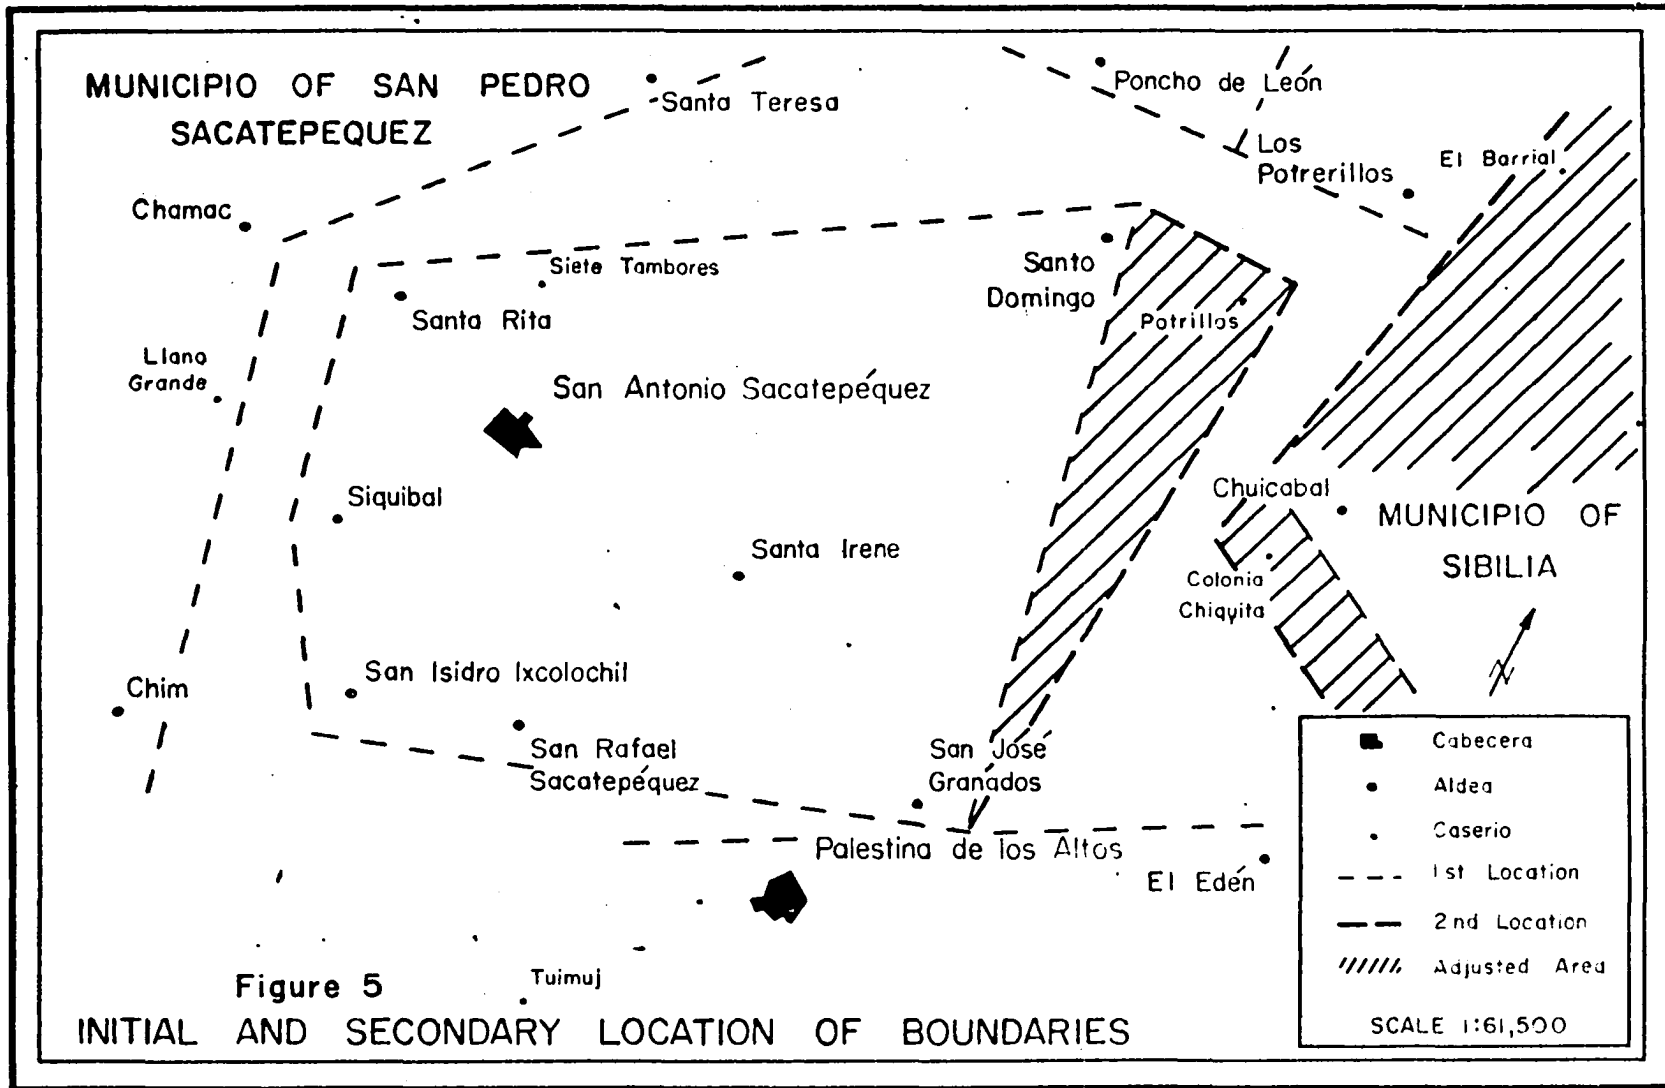 MUNICIPIO OF SAN PEDRO
SACATEPEQUEZ
Santa Teresa
Poncho de León
Los
Potrerillos
El Barrial
Chamac
Siete Tambores
Santa Rita
Santo
Domingo
Potrillos
Llano
Grande
San Antonio Sacatepéquez
Siquibal
Chuicabal
MUNICIPIO OF
SIBILIA
Santa Irene
Colonia
Chiqyita
N
San Isidro Ixcolochil
Chim
San Rafael
Sacatepéquez
San José
Granados
Palestina de los Altos
El Edén
Tuimuj
Cabecera
Aldea
Caserio
1st Location
2nd Location
Adjusted Area
SCALE 1:61,500
Figure 5
INITIAL AND SECONDARY LOCATION OF BOUNDARIES